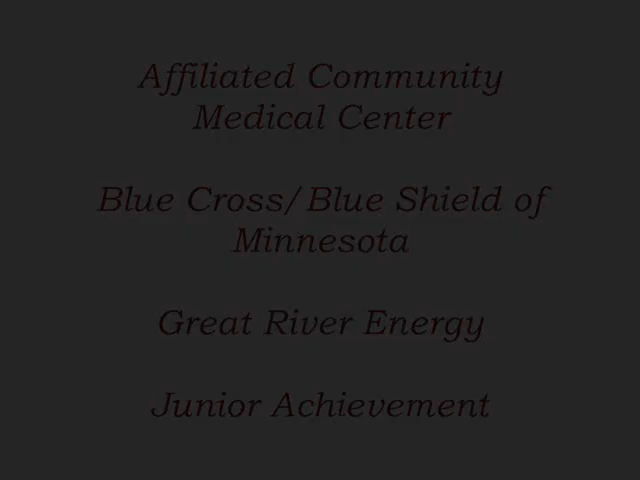 Affiliated Community
Medical Center
Blue Cross/Blue Shield of
Minnesota
Great River Energy
Junior Achievement